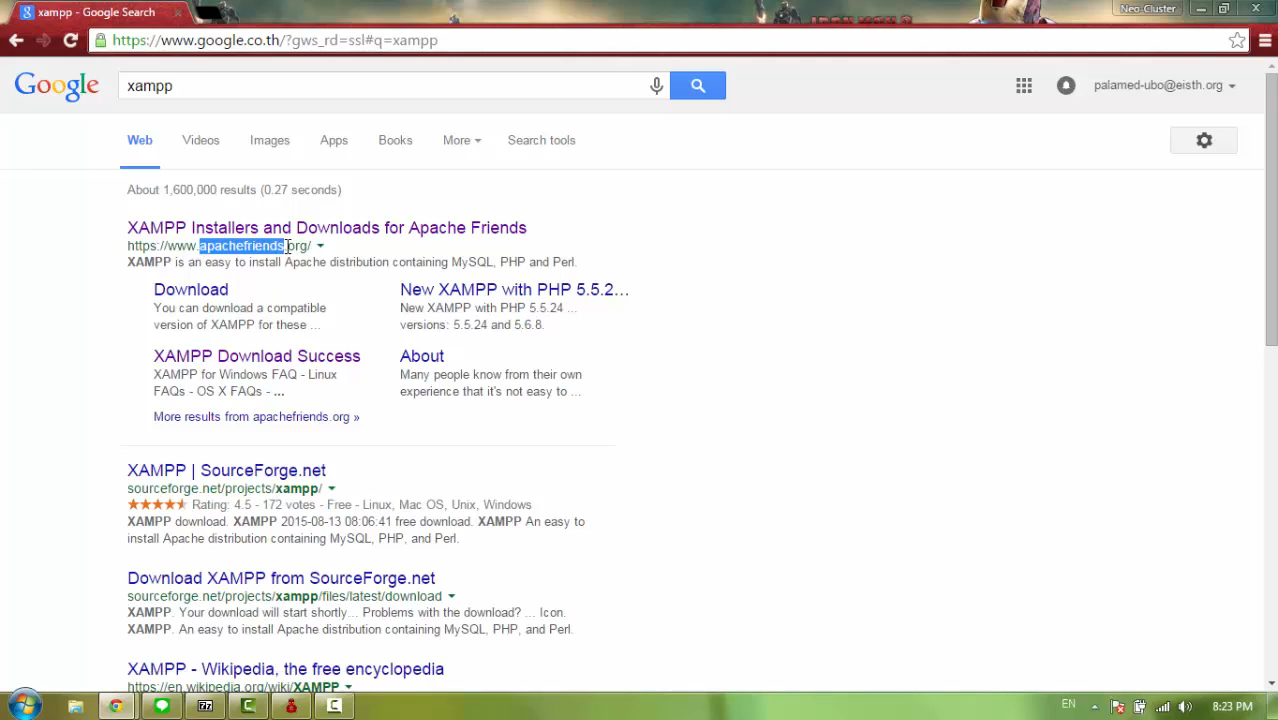 xampp - Google Search
Neo-Cluster
https://www.google.co.th/?gws_rd=ssl#q=xampp
Google
xampp
palamed-ubo@eisth.org
Web Videos Images Apps Books More Search tools
About 1,600,000 results (0.27 seconds)
XAMPP Installers and Downloads for Apache Friends
https://www.apachefriends.org/
XAMPP is an easy to install Apache distribution containing MySQL, PHP and Perl.
Download
You can download a compatible
version of XAMPP for these ...
New XAMPP with PHP 5.5.2...
New XAMPP with PHP 5.5.24 ...
versions: 5.5.24 and 5.6.8.
XAMPP Download Success
XAMPP for Windows FAQ - Linux
FAQs - OS X FAQs - ...
About
Many people know from their own
experience that it's not easy to ...
More results from apachefriends.org »
XAMPP | SourceForge.net
sourceforge.net/projects/xampp/
Rating: 4.5 - 172 votes - Free - Linux, Mac OS, Unix, Windows
XAMPP download. XAMPP 2015-08-13 08:06:41 free download. XAMPP An easy to
install Apache distribution containing MySQL, PHP, and Perl.
Download XAMPP from SourceForge.net
sourceforge.net/projects/xampp/files/latest/download
XAMPP. Your download will start shortly... Problems with the download? ... Icon.
XAMPP. An easy to install Apache distribution containing MySQL, PHP, and Perl.
XAMPP - Wikipedia, the free encyclopedia
https://en.wikipedia.org/wiki/XAMPP
EN
8:23 PM